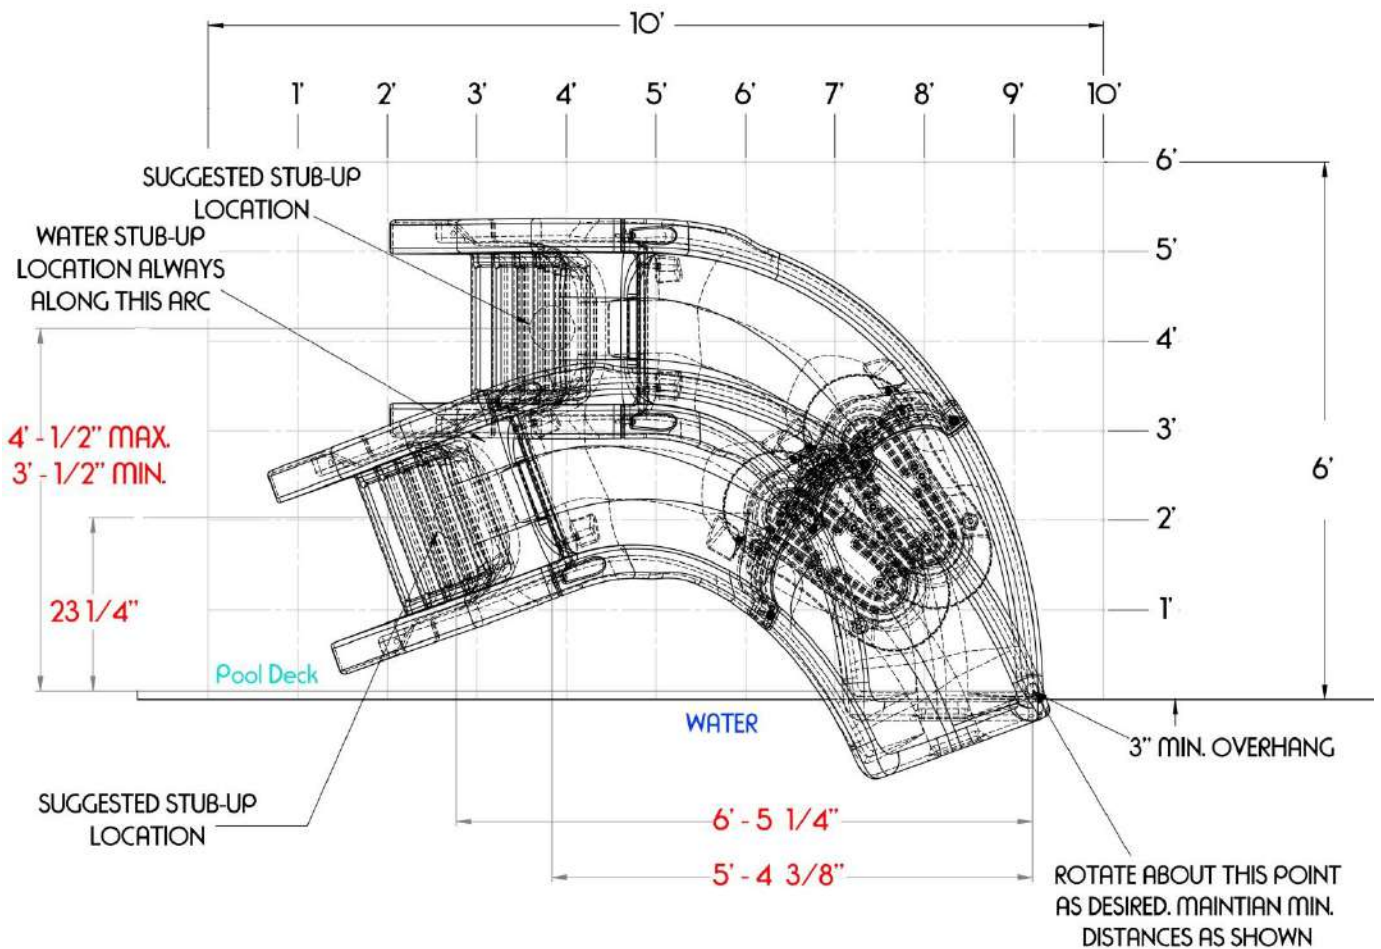 10'
1' 2' 3' 4' 5' 6' 7' 8' 9' 10'
6'
SUGGESTED STUB-UP
LOCATION
WATER STUB-UP
LOCATION ALWAYS
ALONG THIS ARC
5'
4'
4' - 1/2" MAX.
3' - 1/2" MIN.
3'
6'
2'
23 1/4"
1'
Pool Deck
WATER
3" MIN. OVERHANG
SUGGESTED STUB-UP
LOCATION
6' - 5 1/4"
5' - 4 3/8"
ROTATE ABOUT THIS POINT
AS DESIRED. MAINTIAN MIN.
DISTANCES AS SHOWN